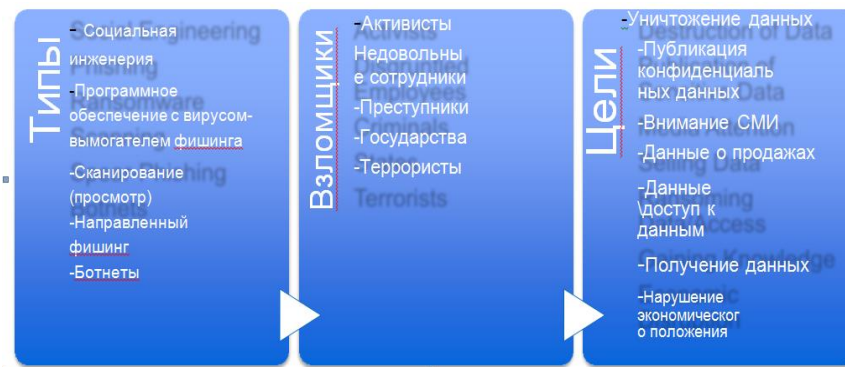 Типы
- Социальная
инженерия
-Программное
обеспечение с вирусом-
вымогателем фишинга
-Сканирование
(просмотр)
-Направленный
фишинг
-Ботнеты
Взломщики
-Активисты
Недовольны
е сотрудники
-Преступники
-Государства
-Террористы
Terrorists
Цели
-Уничтожение данных
-Публикация
конфиденциаль
ных данных
-Внимание СМИ
-Данные о продажах
-Данные
\доступ к
данным
-Получение данных
-Нарушение
экономическог
о положения